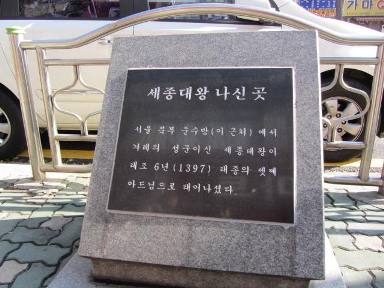 세종대왕 나신 곳
서울 북부 준수방(이 근처)에서
겨레의 성군이신 세종대왕이
태조 6년(1397) 태종의 셋째
아드님으로 태어나셨다.